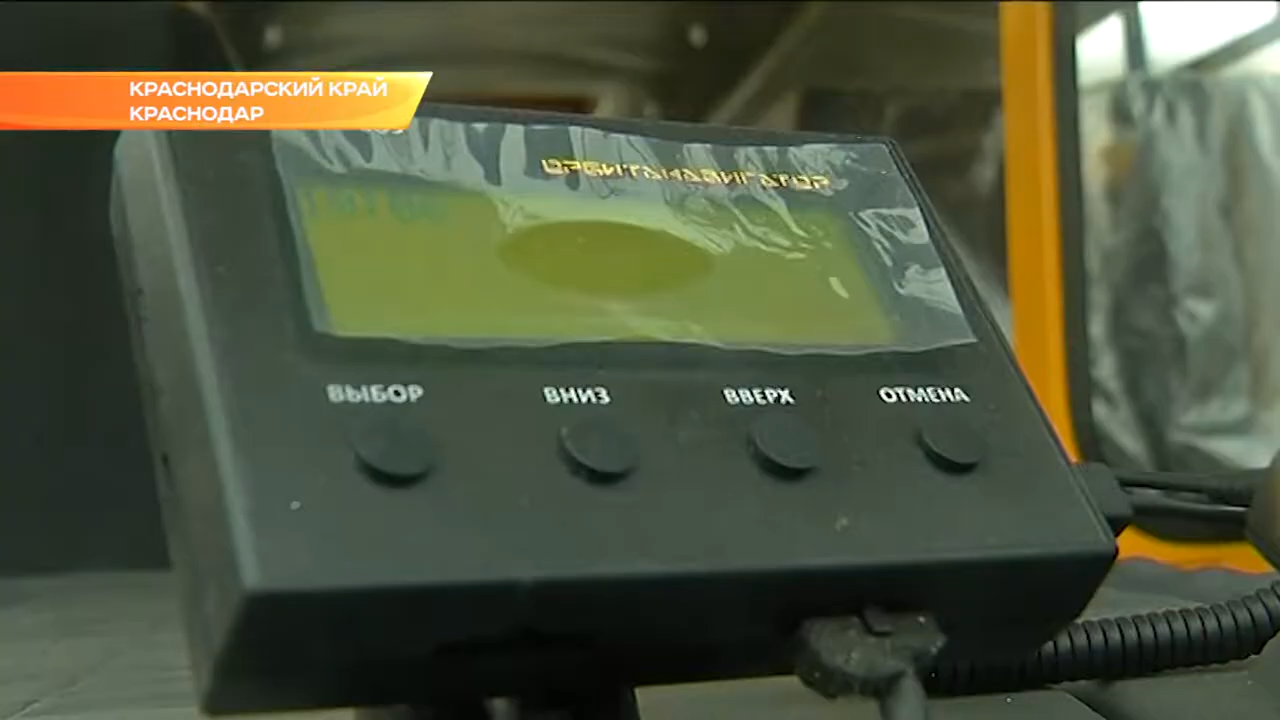 КРАСНОДАРСКИЙ КРАЙ
КРАСНОДАР
ВЫБОР
ВНИЗ
ВВЕРХ
ОТМЕНА